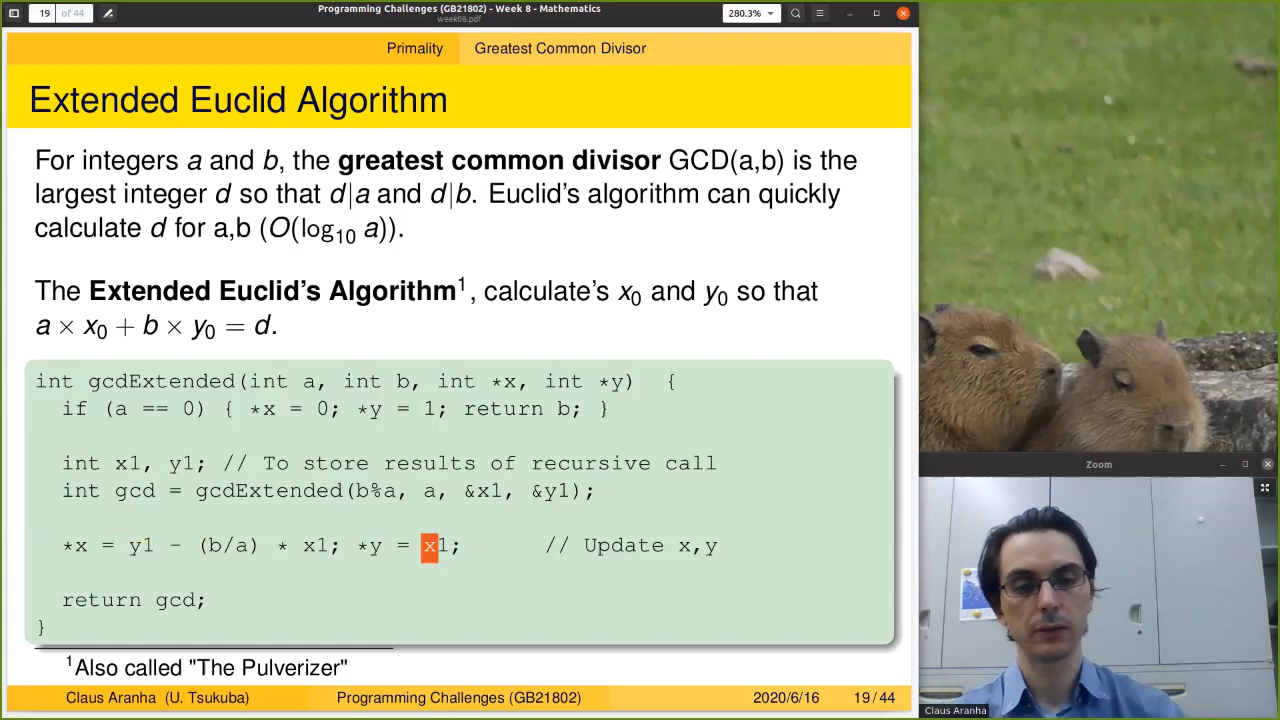 19 of 44
Programming Challenges (GB21802) - Week 8 - Mathematics
week08.pdf
280.3%
Primality Greatest Common Divisor
Extended Euclid Algorithm
For integers a and b, the greatest common divisor GCD(a,b) is the
largest integer d so that d|a and d|b. Euclid's algorithm can quickly
calculate d for a,b (O(log₁₀ a)).
The Extended Euclid's Algorithm¹, calculate's x₀ and y₀ so that
a × x₀ + b × y₀ = d.
int gcdExtended(int a, int b, int *x, int *y) {
if (a == 0) { *x = 0; *y = 1; return b; }
int x1, y1; // To store results of recursive call
int gcd = gcdExtended(b%a, a, &x1, &y1);
*x = y1 - (b/a) * x1; *y = x1; // Update x,y
return gcd;
}
¹Also called "The Pulverizer"
Claus Aranha (U. Tsukuba) Programming Challenges (GB21802) 2020/6/16 19 / 44
Zoom
Claus Aranha